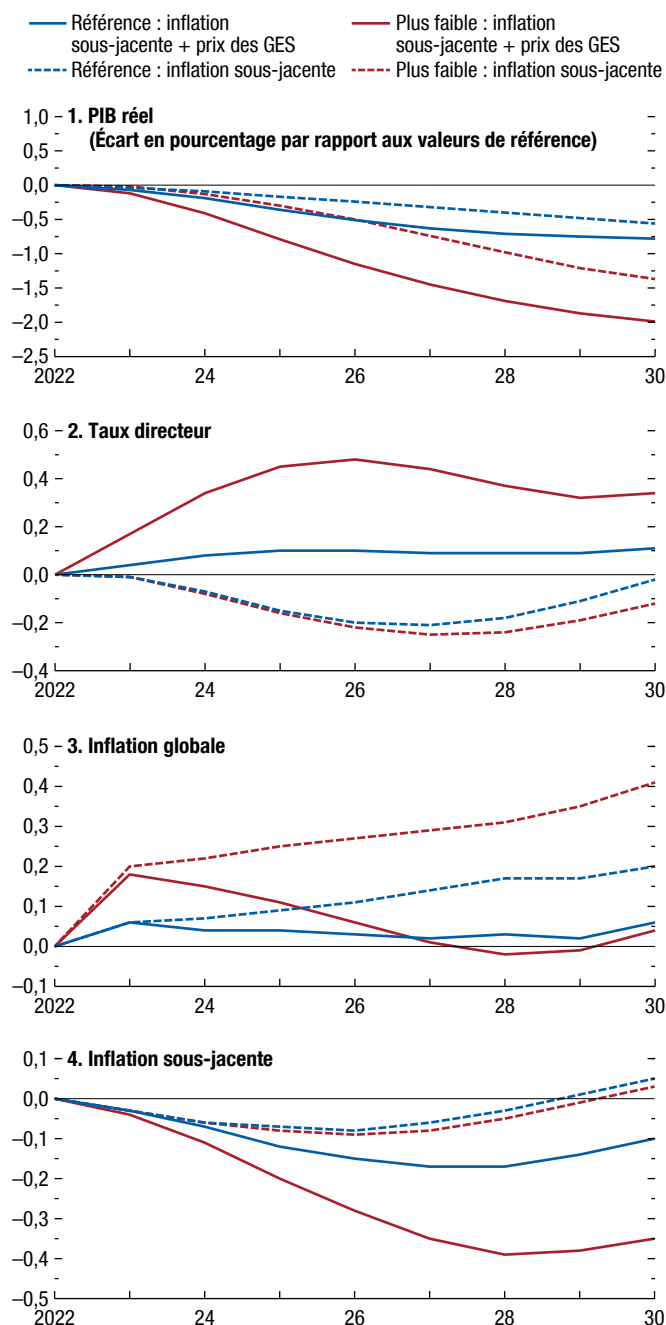 Référence : inflation
sous-jacente + prix des GES
Plus faible : inflation
sous-jacente + prix des GES
Référence : inflation sous-jacente
Plus faible : inflation sous-jacente
1. PIB réel
(Écart en pourcentage par rapport aux valeurs de référence)
1,0
0,5
0,0
–0,5
–1,0
–1,5
–2,0
–2,5
2022 24 26 28 30
2. Taux directeur
0,6
0,4
0,2
0,0
–0,2
–0,4
2022 24 26 28 30
3. Inflation globale
0,5
0,4
0,3
0,2
0,1
0,0
–0,1
2022 24 26 28 30
4. Inflation sous-jacente
0,1
0,0
–0,1
–0,2
–0,3
–0,4
–0,5
2022 24 26 28 30